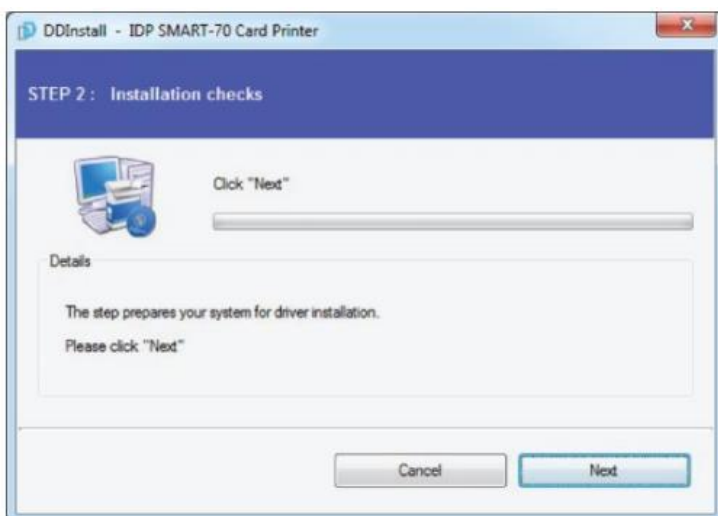 DDInstall - IDP SMART-70 Card Printer
STEP 2 : Installation checks
Click "Next"
Details
The step prepares your system for driver installation.
Please click "Next"
Cancel
Next